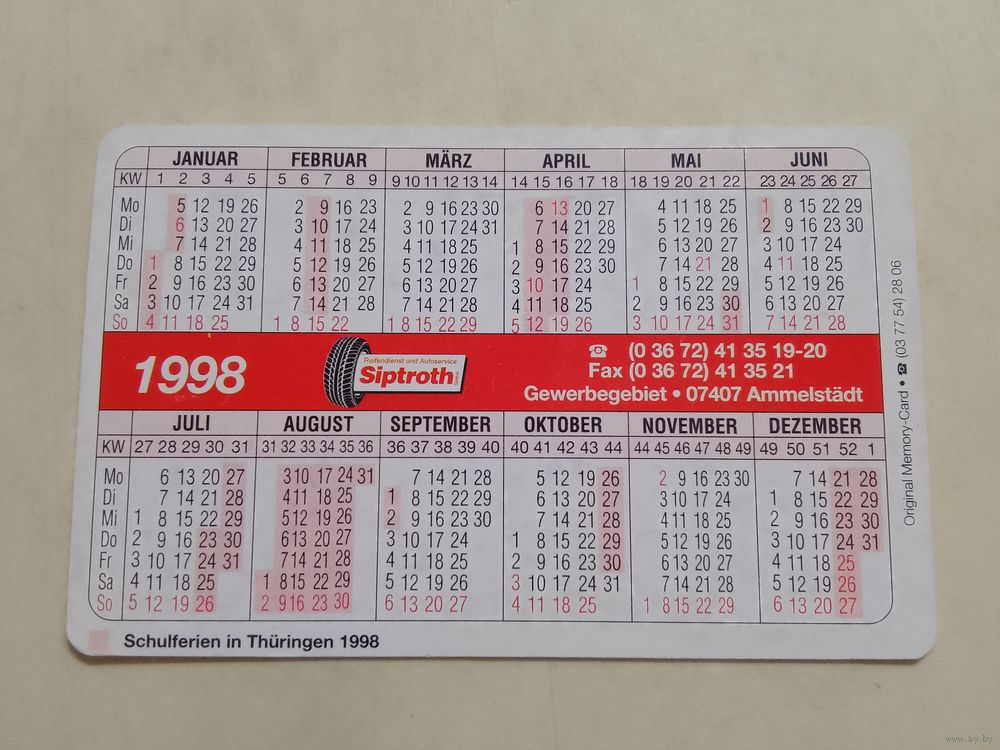 JANUAR FEBRUAR MÄRZ APRIL MAI JUNI
KW 1 2 3 4 5 5 6 7 8 9 9 10 11 12 13 14 14 15 16 17 18 18 19 20 21 22 23 24 25 26 27
Mo 5 12 19 26 2 9 16 23 2 9 16 23 30 6 13 20 27 4 11 18 25 1 8 15 22 29
Di 6 13 20 27 3 10 17 24 3 10 17 24 31 7 14 21 28 5 12 19 26 2 9 16 23 30
Mi 7 14 21 28 4 11 18 25 4 11 18 25 1 8 15 22 29 6 13 20 27 3 10 17 24
Do 1 8 15 22 29 5 12 19 26 5 12 19 26 2 9 16 23 30 7 14 21 28 4 11 18 25
Fr 2 9 16 23 30 6 13 20 27 6 13 20 27 3 10 17 24 1 8 15 22 29 5 12 19 26
Sa 3 10 17 24 31 7 14 21 28 7 14 21 28 4 11 18 25 2 9 16 23 30 6 13 20 27
So 4 11 18 25 1 8 15 22 1 8 15 22 29 5 12 19 26 3 10 17 24 31 7 14 21 28
1998
Reifendienst und Autoservice
Siptroth
☎ (0 36 72) 41 35 19-20
Fax (0 36 72) 41 35 21
Gewerbegebiet • 07407 Ammelstädt
JULI AUGUST SEPTEMBER OKTOBER NOVEMBER DEZEMBER
KW 27 28 29 30 31 31 32 33 34 35 36 36 37 38 39 40 40 41 42 43 44 44 45 46 47 48 49 49 50 51 52 1
Mo 6 13 20 27 3 10 17 24 31 7 14 21 28 5 12 19 26 2 9 16 23 30 7 14 21 28
Di 7 14 21 28 4 11 18 25 1 8 15 22 29 6 13 20 27 3 10 17 24 1 8 15 22 29
Mi 1 8 15 22 29 5 12 19 26 2 9 16 23 30 7 14 21 28 4 11 18 25 2 9 16 23 30
Do 2 9 16 23 30 6 13 20 27 3 10 17 24 1 8 15 22 29 5 12 19 26 3 10 17 24 31
Fr 3 10 17 24 31 7 14 21 28 4 11 18 25 2 9 16 23 30 6 13 20 27 4 11 18 25
Sa 4 11 18 25 1 8 15 22 29 5 12 19 26 3 10 17 24 31 7 14 21 28 5 12 19 26
So 5 12 19 26 2 9 16 23 30 6 13 20 27 4 11 18 25 1 8 15 22 29 6 13 20 27
Schulferien in Thüringen 1998
Original Memory-Card • ☎ (03 77 54) 28 06
www.ay.by